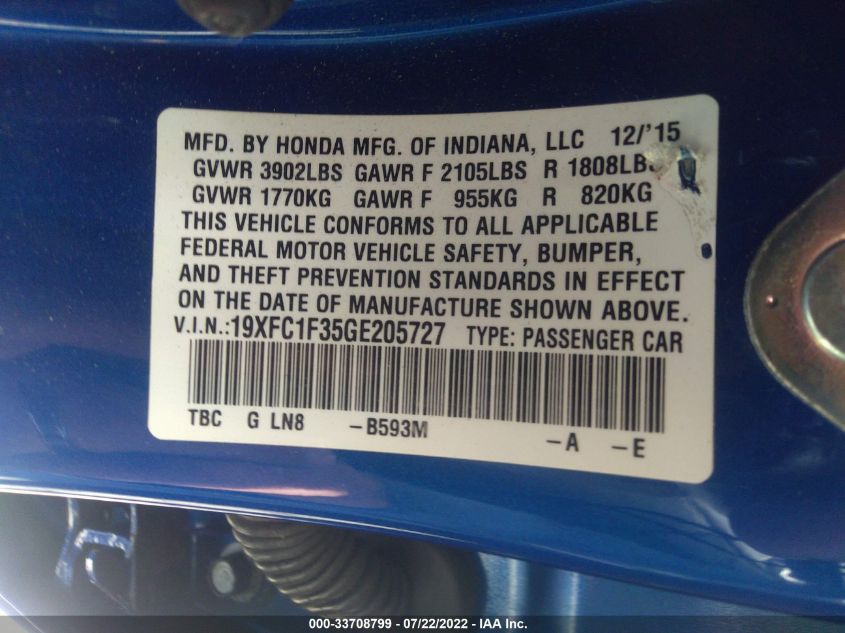 MFD. BY HONDA MFG. OF INDIANA, LLC 12/'15
GVWR 3902LBS GAWR F 2105LBS R 1808LBS
GVWR 1770KG GAWR F 955KG R 820KG
THIS VEHICLE CONFORMS TO ALL APPLICABLE
FEDERAL MOTOR VEHICLE SAFETY, BUMPER,
AND THEFT PREVENTION STANDARDS IN EFFECT
ON THE DATE OF MANUFACTURE SHOWN ABOVE.
V.I.N.:19XFC1F35GE205727 TYPE: PASSENGER CAR
TBC G LN8 -B593M -A -E
000-33708799 - 07/22/2022 - IAA Inc.